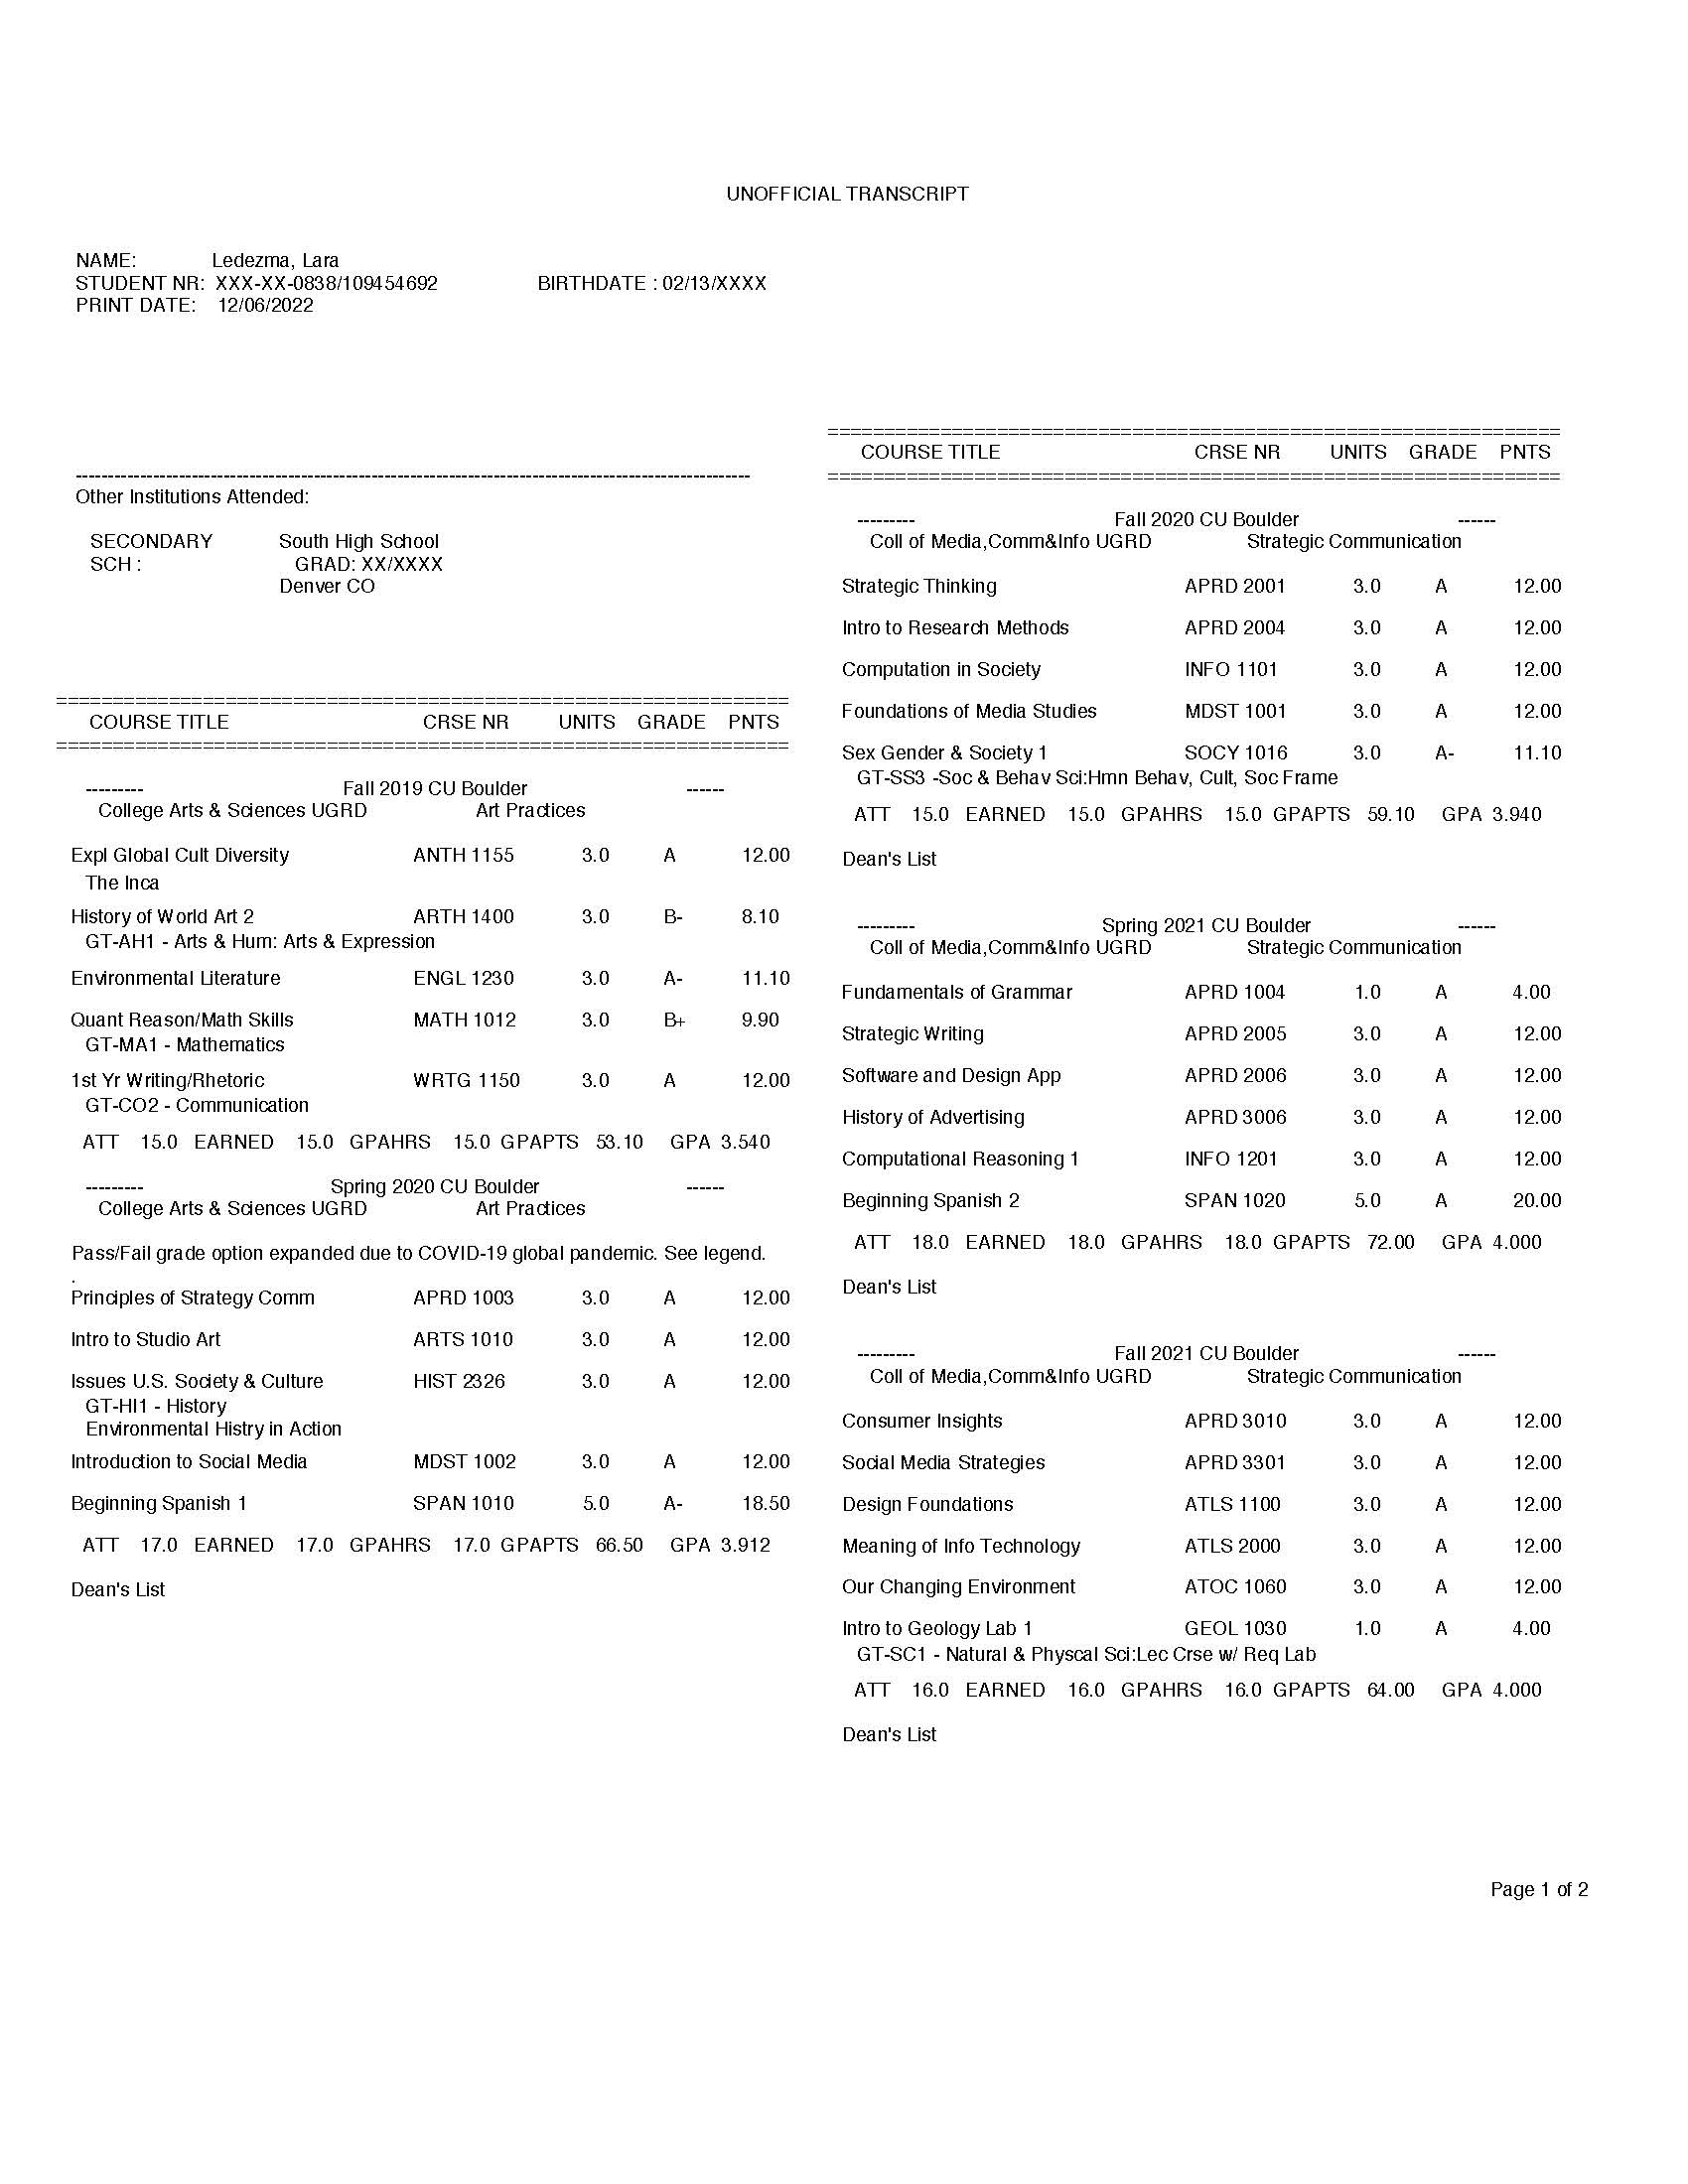 UNOFFICIAL TRANSCRIPT
NAME: Ledezma, Lara
STUDENT NR: XXX-XX-0838/109454692 BIRTHDATE : 02/13/XXXX
PRINT DATE: 12/06/2022
---------------------------------------------------------------------------------------------------------
Other Institutions Attended:
SECONDARY South High School
SCH : GRAD: XX/XXXX
Denver CO
=================================================================
COURSE TITLE CRSE NR UNITS GRADE PNTS
=================================================================
--------- Fall 2019 CU Boulder ------
College Arts & Sciences UGRD Art Practices
Expl Global Cult Diversity ANTH 1155 3.0 A 12.00
The Inca
History of World Art 2 ARTH 1400 3.0 B- 8.10
GT-AH1 - Arts & Hum: Arts & Expression
Environmental Literature ENGL 1230 3.0 A- 11.10
Quant Reason/Math Skills MATH 1012 3.0 B+ 9.90
GT-MA1 - Mathematics
1st Yr Writing/Rhetoric WRTG 1150 3.0 A 12.00
GT-CO2 - Communication
ATT 15.0 EARNED 15.0 GPAHRS 15.0 GPAPTS 53.10 GPA 3.540
--------- Spring 2020 CU Boulder ------
College Arts & Sciences UGRD Art Practices
Pass/Fail grade option expanded due to COVID-19 global pandemic. See legend.
.
Principles of Strategy Comm APRD 1003 3.0 A 12.00
Intro to Studio Art ARTS 1010 3.0 A 12.00
Issues U.S. Society & Culture HIST 2326 3.0 A 12.00
GT-HI1 - History
Environmental Histry in Action
Introduction to Social Media MDST 1002 3.0 A 12.00
Beginning Spanish 1 SPAN 1010 5.0 A- 18.50
ATT 17.0 EARNED 17.0 GPAHRS 17.0 GPAPTS 66.50 GPA 3.912
Dean's List
=================================================================
COURSE TITLE CRSE NR UNITS GRADE PNTS
=================================================================
--------- Fall 2020 CU Boulder ------
Coll of Media,Comm&Info UGRD Strategic Communication
Strategic Thinking APRD 2001 3.0 A 12.00
Intro to Research Methods APRD 2004 3.0 A 12.00
Computation in Society INFO 1101 3.0 A 12.00
Foundations of Media Studies MDST 1001 3.0 A 12.00
Sex Gender & Society 1 SOCY 1016 3.0 A- 11.10
GT-SS3 -Soc & Behav Sci:Hmn Behav, Cult, Soc Frame
ATT 15.0 EARNED 15.0 GPAHRS 15.0 GPAPTS 59.10 GPA 3.940
Dean's List
--------- Spring 2021 CU Boulder ------
Coll of Media,Comm&Info UGRD Strategic Communication
Fundamentals of Grammar APRD 1004 1.0 A 4.00
Strategic Writing APRD 2005 3.0 A 12.00
Software and Design App APRD 2006 3.0 A 12.00
History of Advertising APRD 3006 3.0 A 12.00
Computational Reasoning 1 INFO 1201 3.0 A 12.00
Beginning Spanish 2 SPAN 1020 5.0 A 20.00
ATT 18.0 EARNED 18.0 GPAHRS 18.0 GPAPTS 72.00 GPA 4.000
Dean's List
--------- Fall 2021 CU Boulder ------
Coll of Media,Comm&Info UGRD Strategic Communication
Consumer Insights APRD 3010 3.0 A 12.00
Social Media Strategies APRD 3301 3.0 A 12.00
Design Foundations ATLS 1100 3.0 A 12.00
Meaning of Info Technology ATLS 2000 3.0 A 12.00
Our Changing Environment ATOC 1060 3.0 A 12.00
Intro to Geology Lab 1 GEOL 1030 1.0 A 4.00
GT-SC1 - Natural & Physcal Sci:Lec Crse w/ Req Lab
ATT 16.0 EARNED 16.0 GPAHRS 16.0 GPAPTS 64.00 GPA 4.000
Dean's List
Page 1 of 2